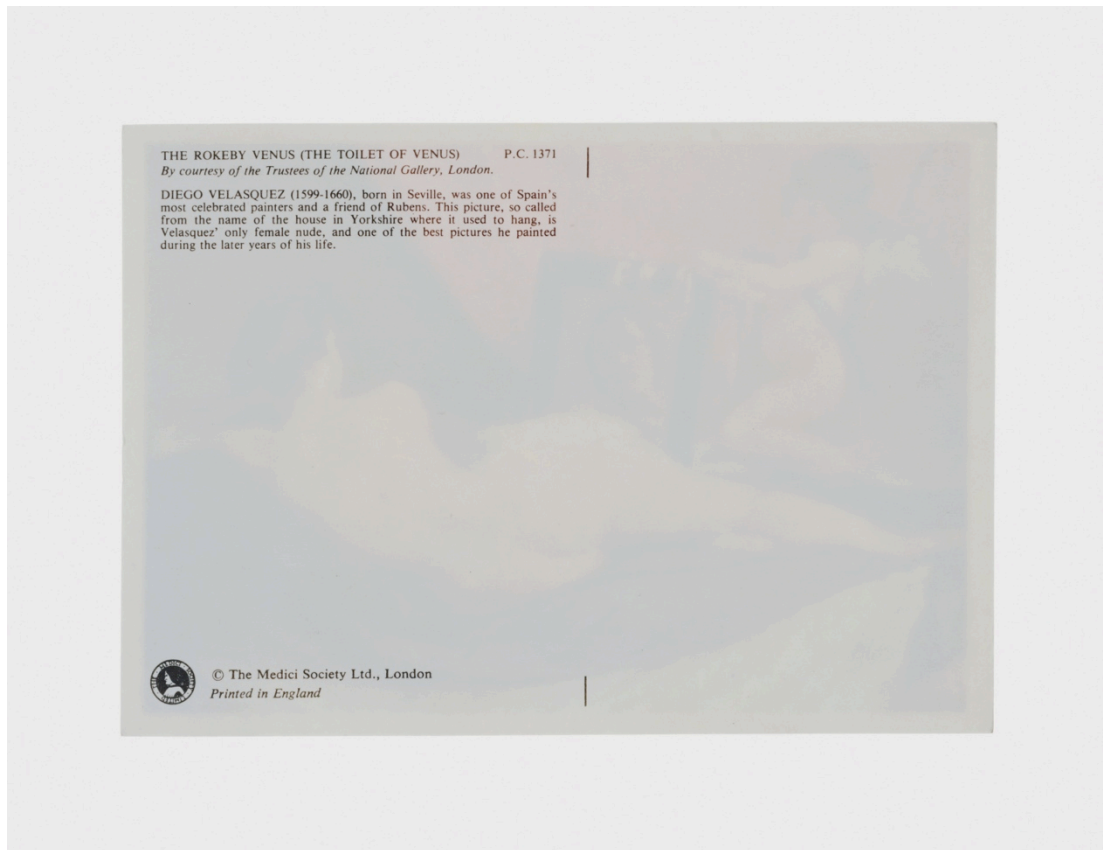 THE ROKEBY VENUS (THE TOILET OF VENUS) P.C. 1371
By courtesy of the Trustees of the National Gallery, London.
DIEGO VELASQUEZ (1599-1660), born in Seville, was one of Spain's
most celebrated painters and a friend of Rubens. This picture, so called
from the name of the house in Yorkshire where it used to hang, is
Velasquez' only female nude, and one of the best pictures he painted
during the later years of his life.
© The Medici Society Ltd., London
Printed in England